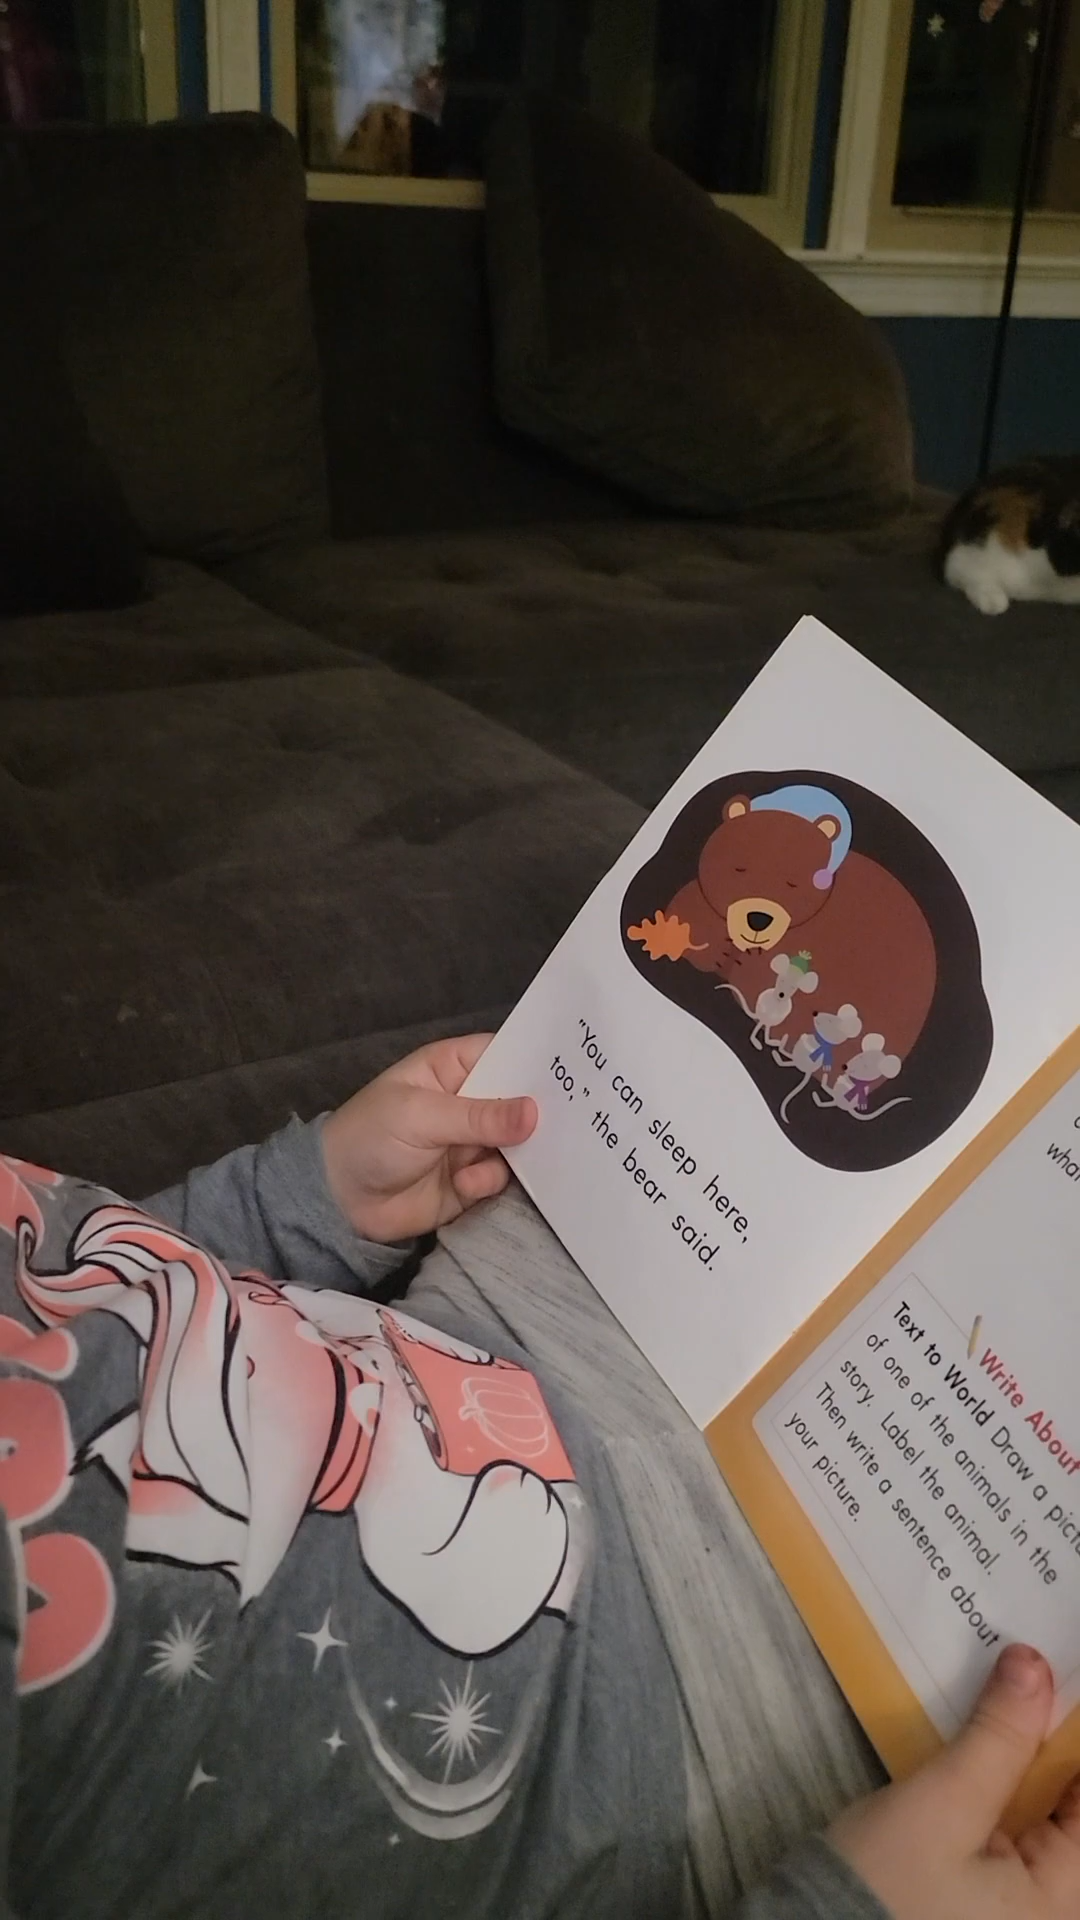 "You can sleep here,
too," the bear said.
what
Write About
Text to World Draw a
of one of the animals in the
story. Label the animal.
Then write a sentence about
your picture.